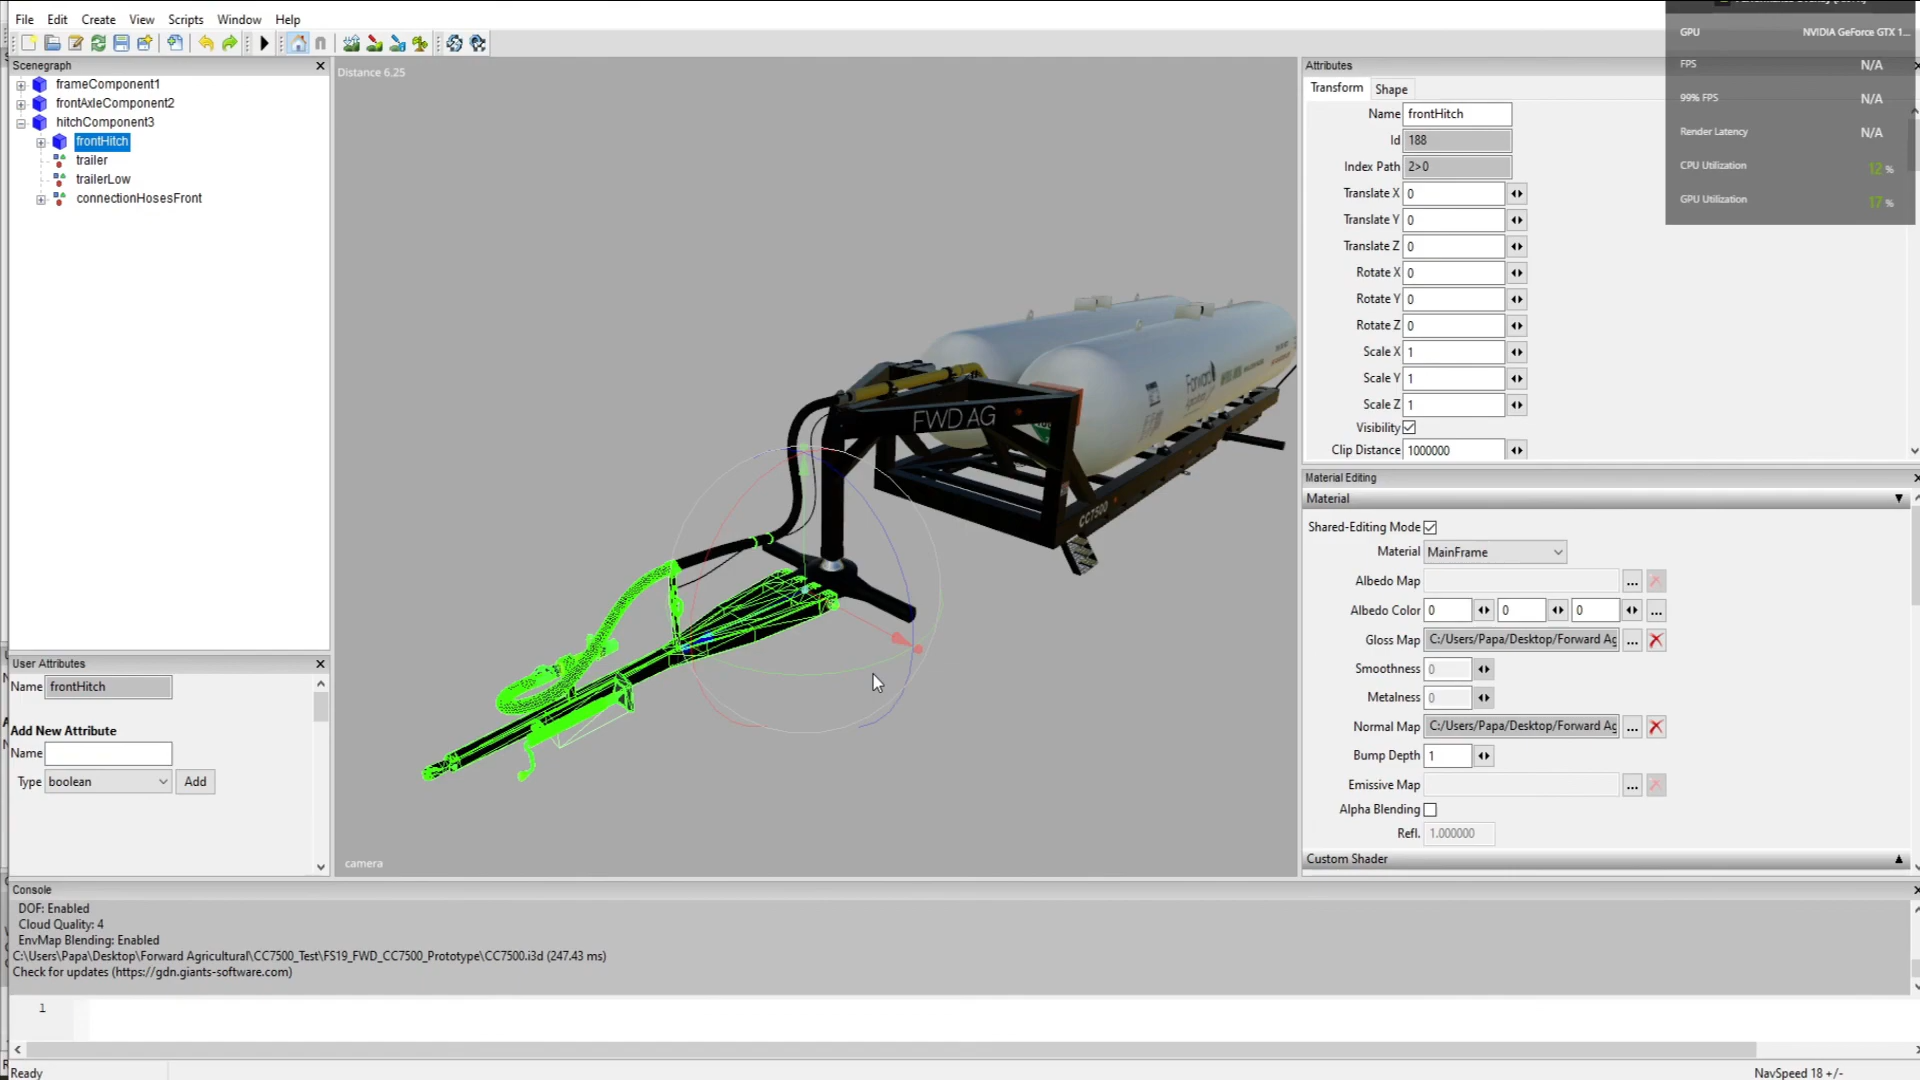 File Edit Create View Scripts Window Help
Scenegraph
frameComponent1
frontAxleComponent2
hitchComponent3
frontHitch
trailer
trailerLow
connectionHosesFront
User Attributes
Name frontHitch
Add New Attribute
Name
Type boolean Add
Distance 6.25
FWD AG
Forward
CC7500
camera
Attributes
Transform Shape
Name frontHitch
Id 188
Index Path 2>0
Translate X 0
Translate Y 0
Translate Z 0
Rotate X 0
Rotate Y 0
Rotate Z 0
Scale X 1
Scale Y 1
Scale Z 1
Visibility
Clip Distance 1000000
GPU NVIDIA GeForce GTX 1...
FPS N/A
99% FPS N/A
Render Latency N/A
CPU Utilization 12 %
GPU Utilization 17 %
Material Editing
Material
Shared-Editing Mode
Material MainFrame
Albedo Map ...
Albedo Color 0 0 0 ...
Gloss Map C:/Users/Papa/Desktop/Forward Ag ...
Smoothness 0
Metalness 0
Normal Map C:/Users/Papa/Desktop/Forward Ag ...
Bump Depth 1
Emissive Map ...
Alpha Blending
Refl. 1.000000
Custom Shader
Console
DOF: Enabled
Cloud Quality: 4
EnvMap Blending: Enabled
C:\Users\Papa\Desktop\Forward Agricultural\CC7500_Test\FS19_FWD_CC7500_Prototype\CC7500.i3d (247.43 ms)
Check for updates (https://gdn.giants-software.com)
1
Ready
NavSpeed 18 +/-